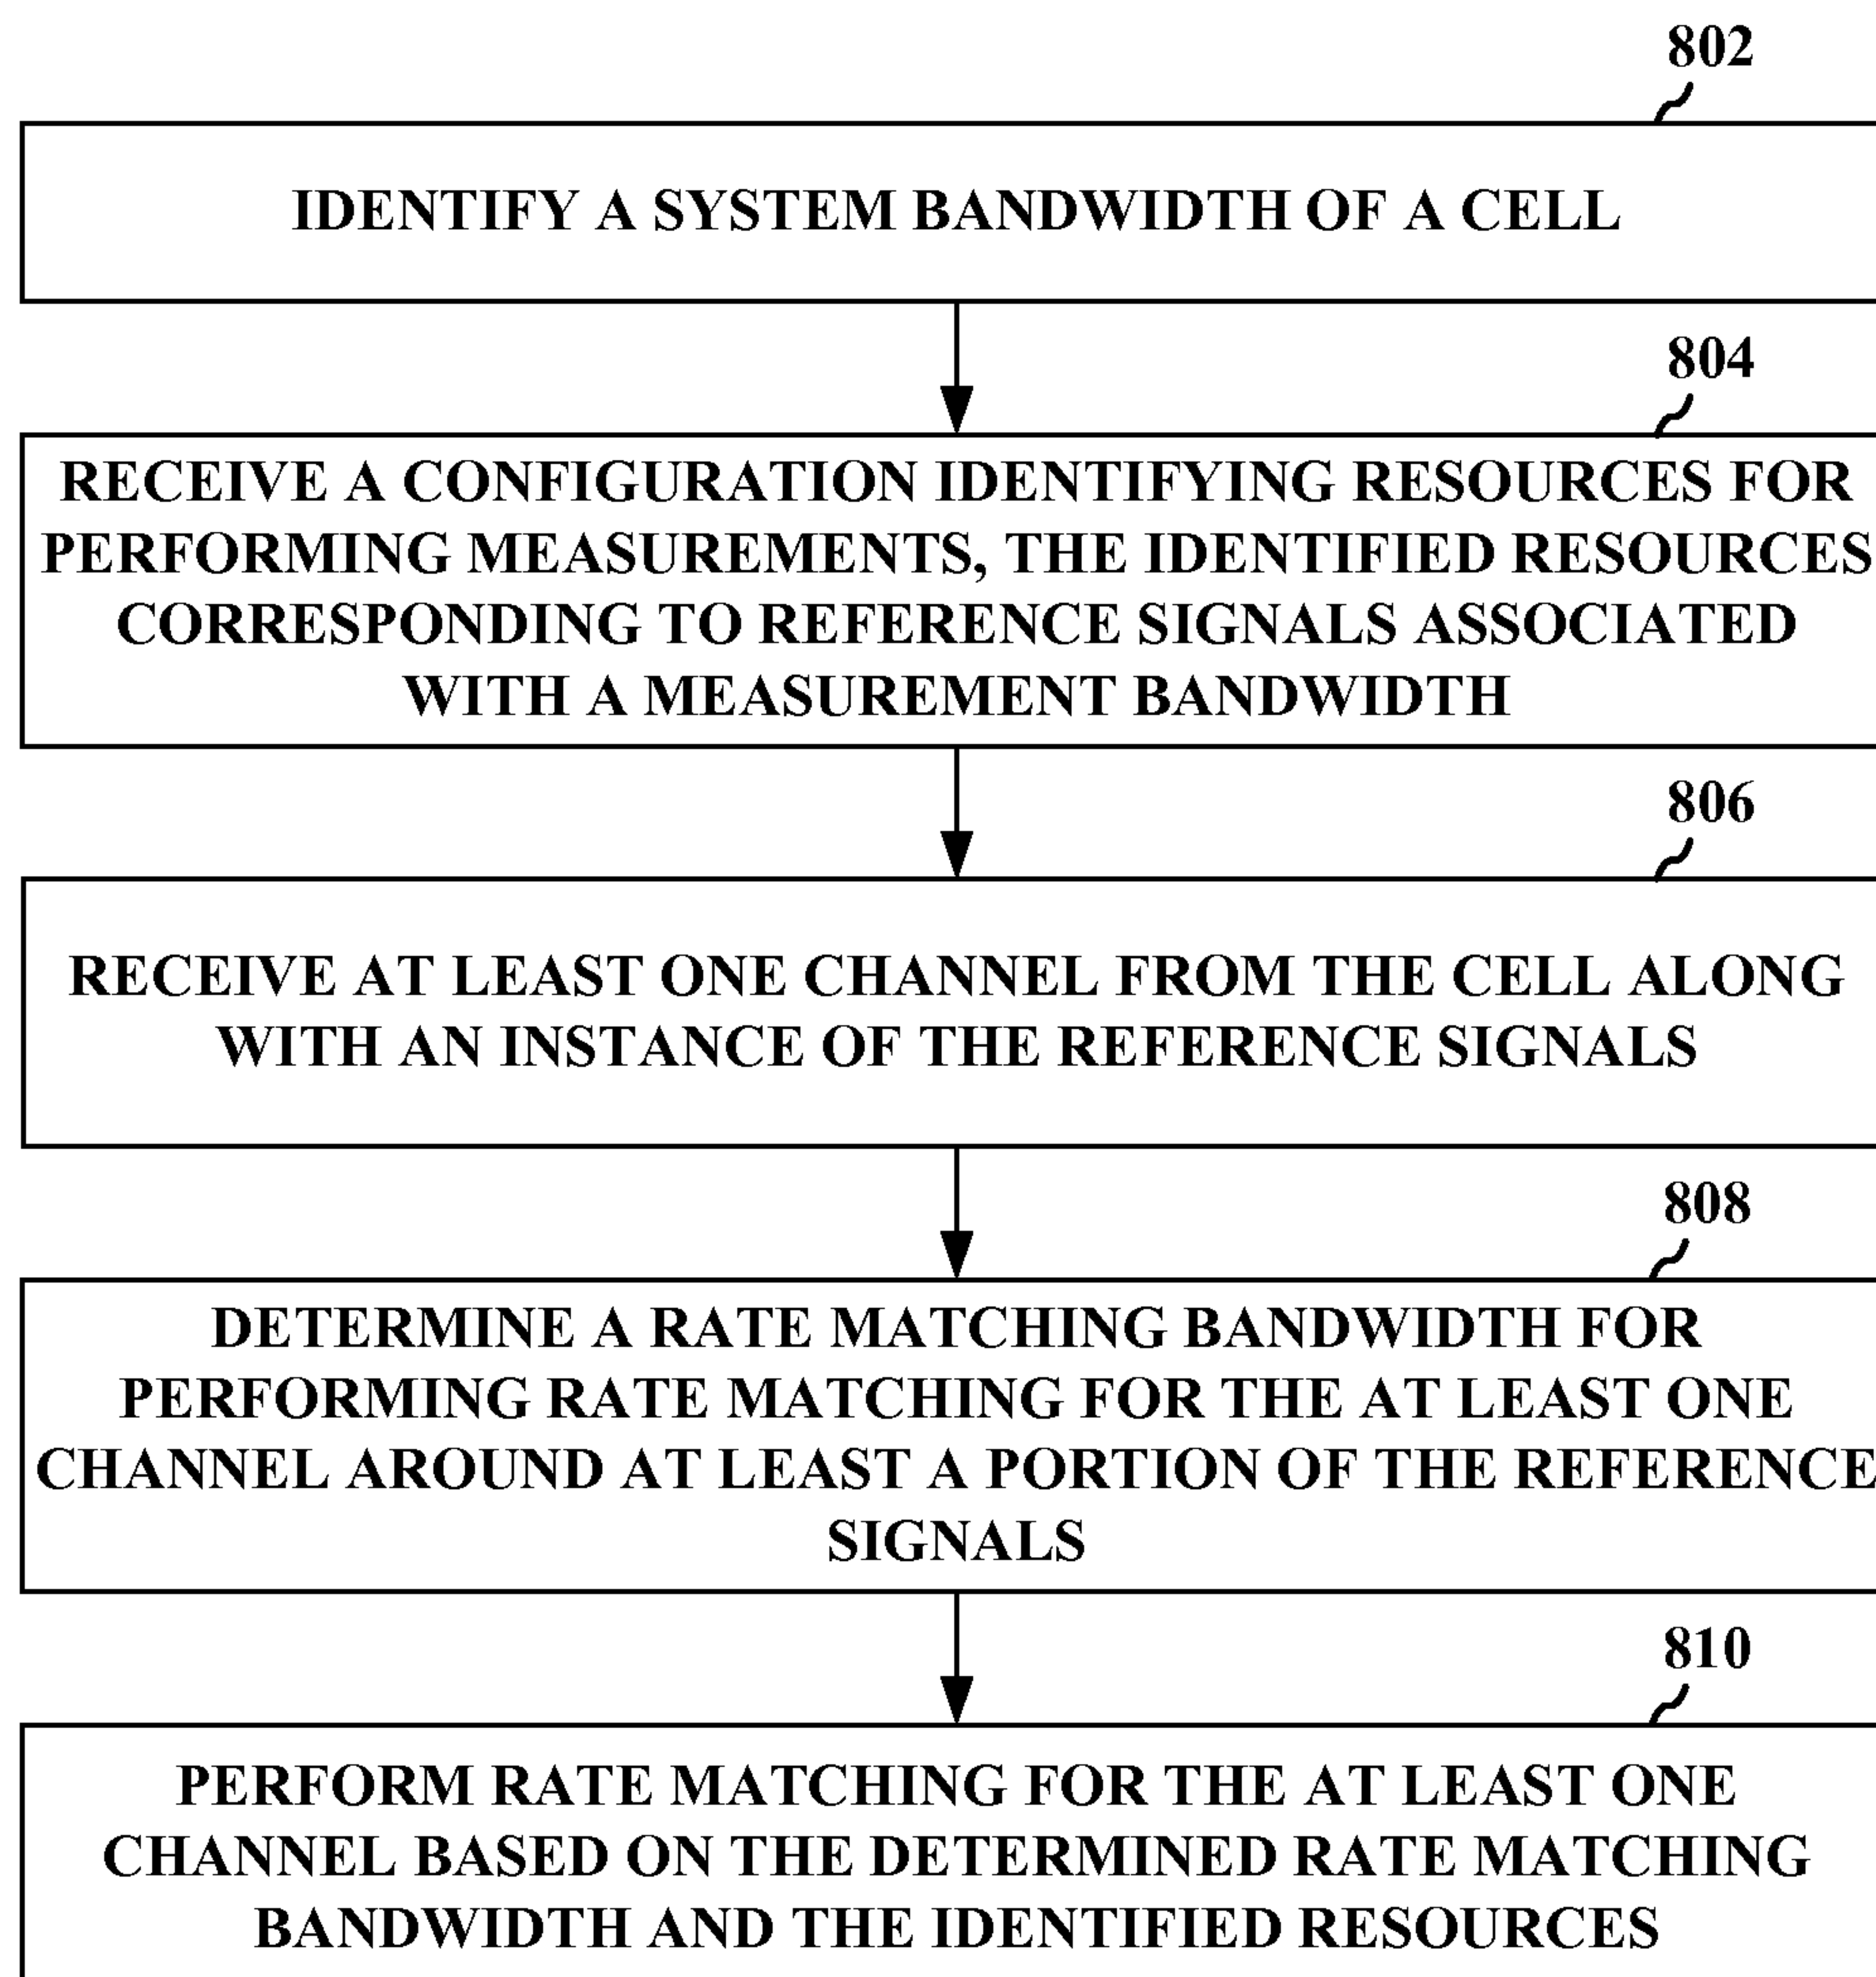 802
IDENTIFY A SYSTEM BANDWIDTH OF A CELL
804
RECEIVE A CONFIGURATION IDENTIFYING RESOURCES FOR
PERFORMING MEASUREMENTS, THE IDENTIFIED RESOURCES
CORRESPONDING TO REFERENCE SIGNALS ASSOCIATED
WITH A MEASUREMENT BANDWIDTH
806
RECEIVE AT LEAST ONE CHANNEL FROM THE CELL ALONG
WITH AN INSTANCE OF THE REFERENCE SIGNALS
808
DETERMINE A RATE MATCHING BANDWIDTH FOR
PERFORMING RATE MATCHING FOR THE AT LEAST ONE
CHANNEL AROUND AT LEAST A PORTION OF THE REFERENCE
SIGNALS
810
PERFORM RATE MATCHING FOR THE AT LEAST ONE
CHANNEL BASED ON THE DETERMINED RATE MATCHING
BANDWIDTH AND THE IDENTIFIED RESOURCES